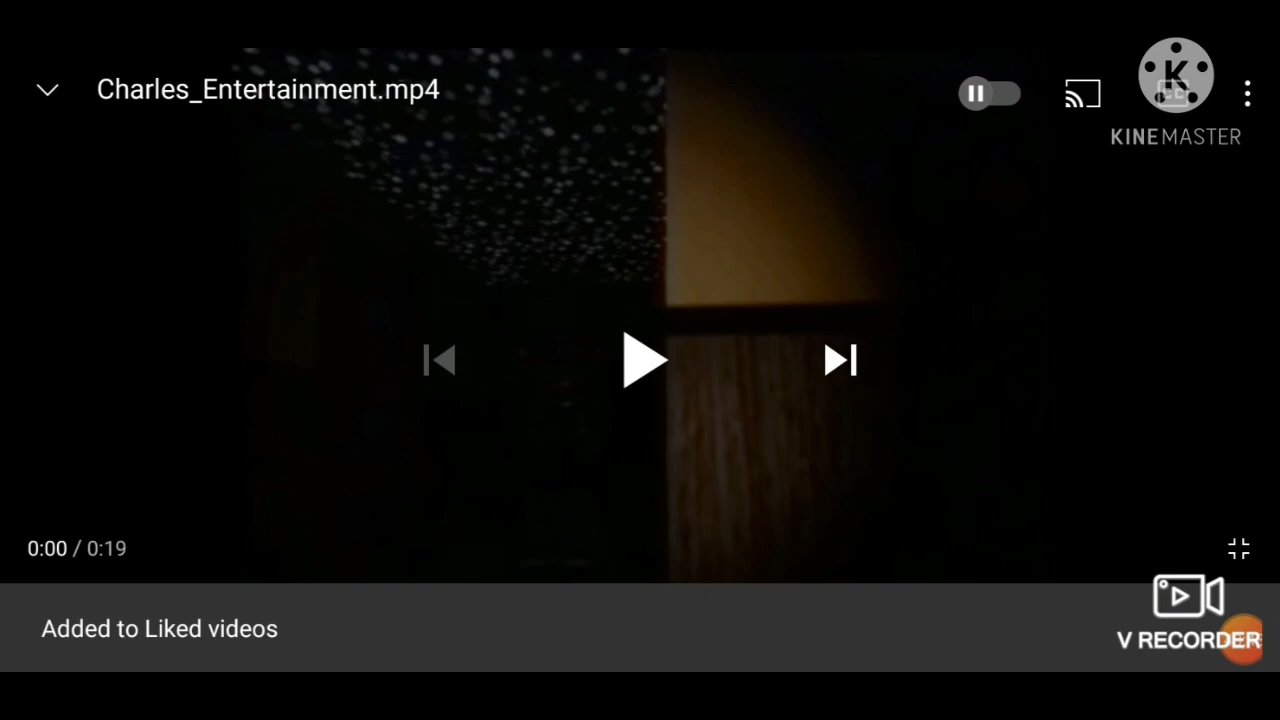 Charles_Entertainment.mp4
K
KINEMASTER
0:00 / 0:19
Added to Liked videos
V RECORDER